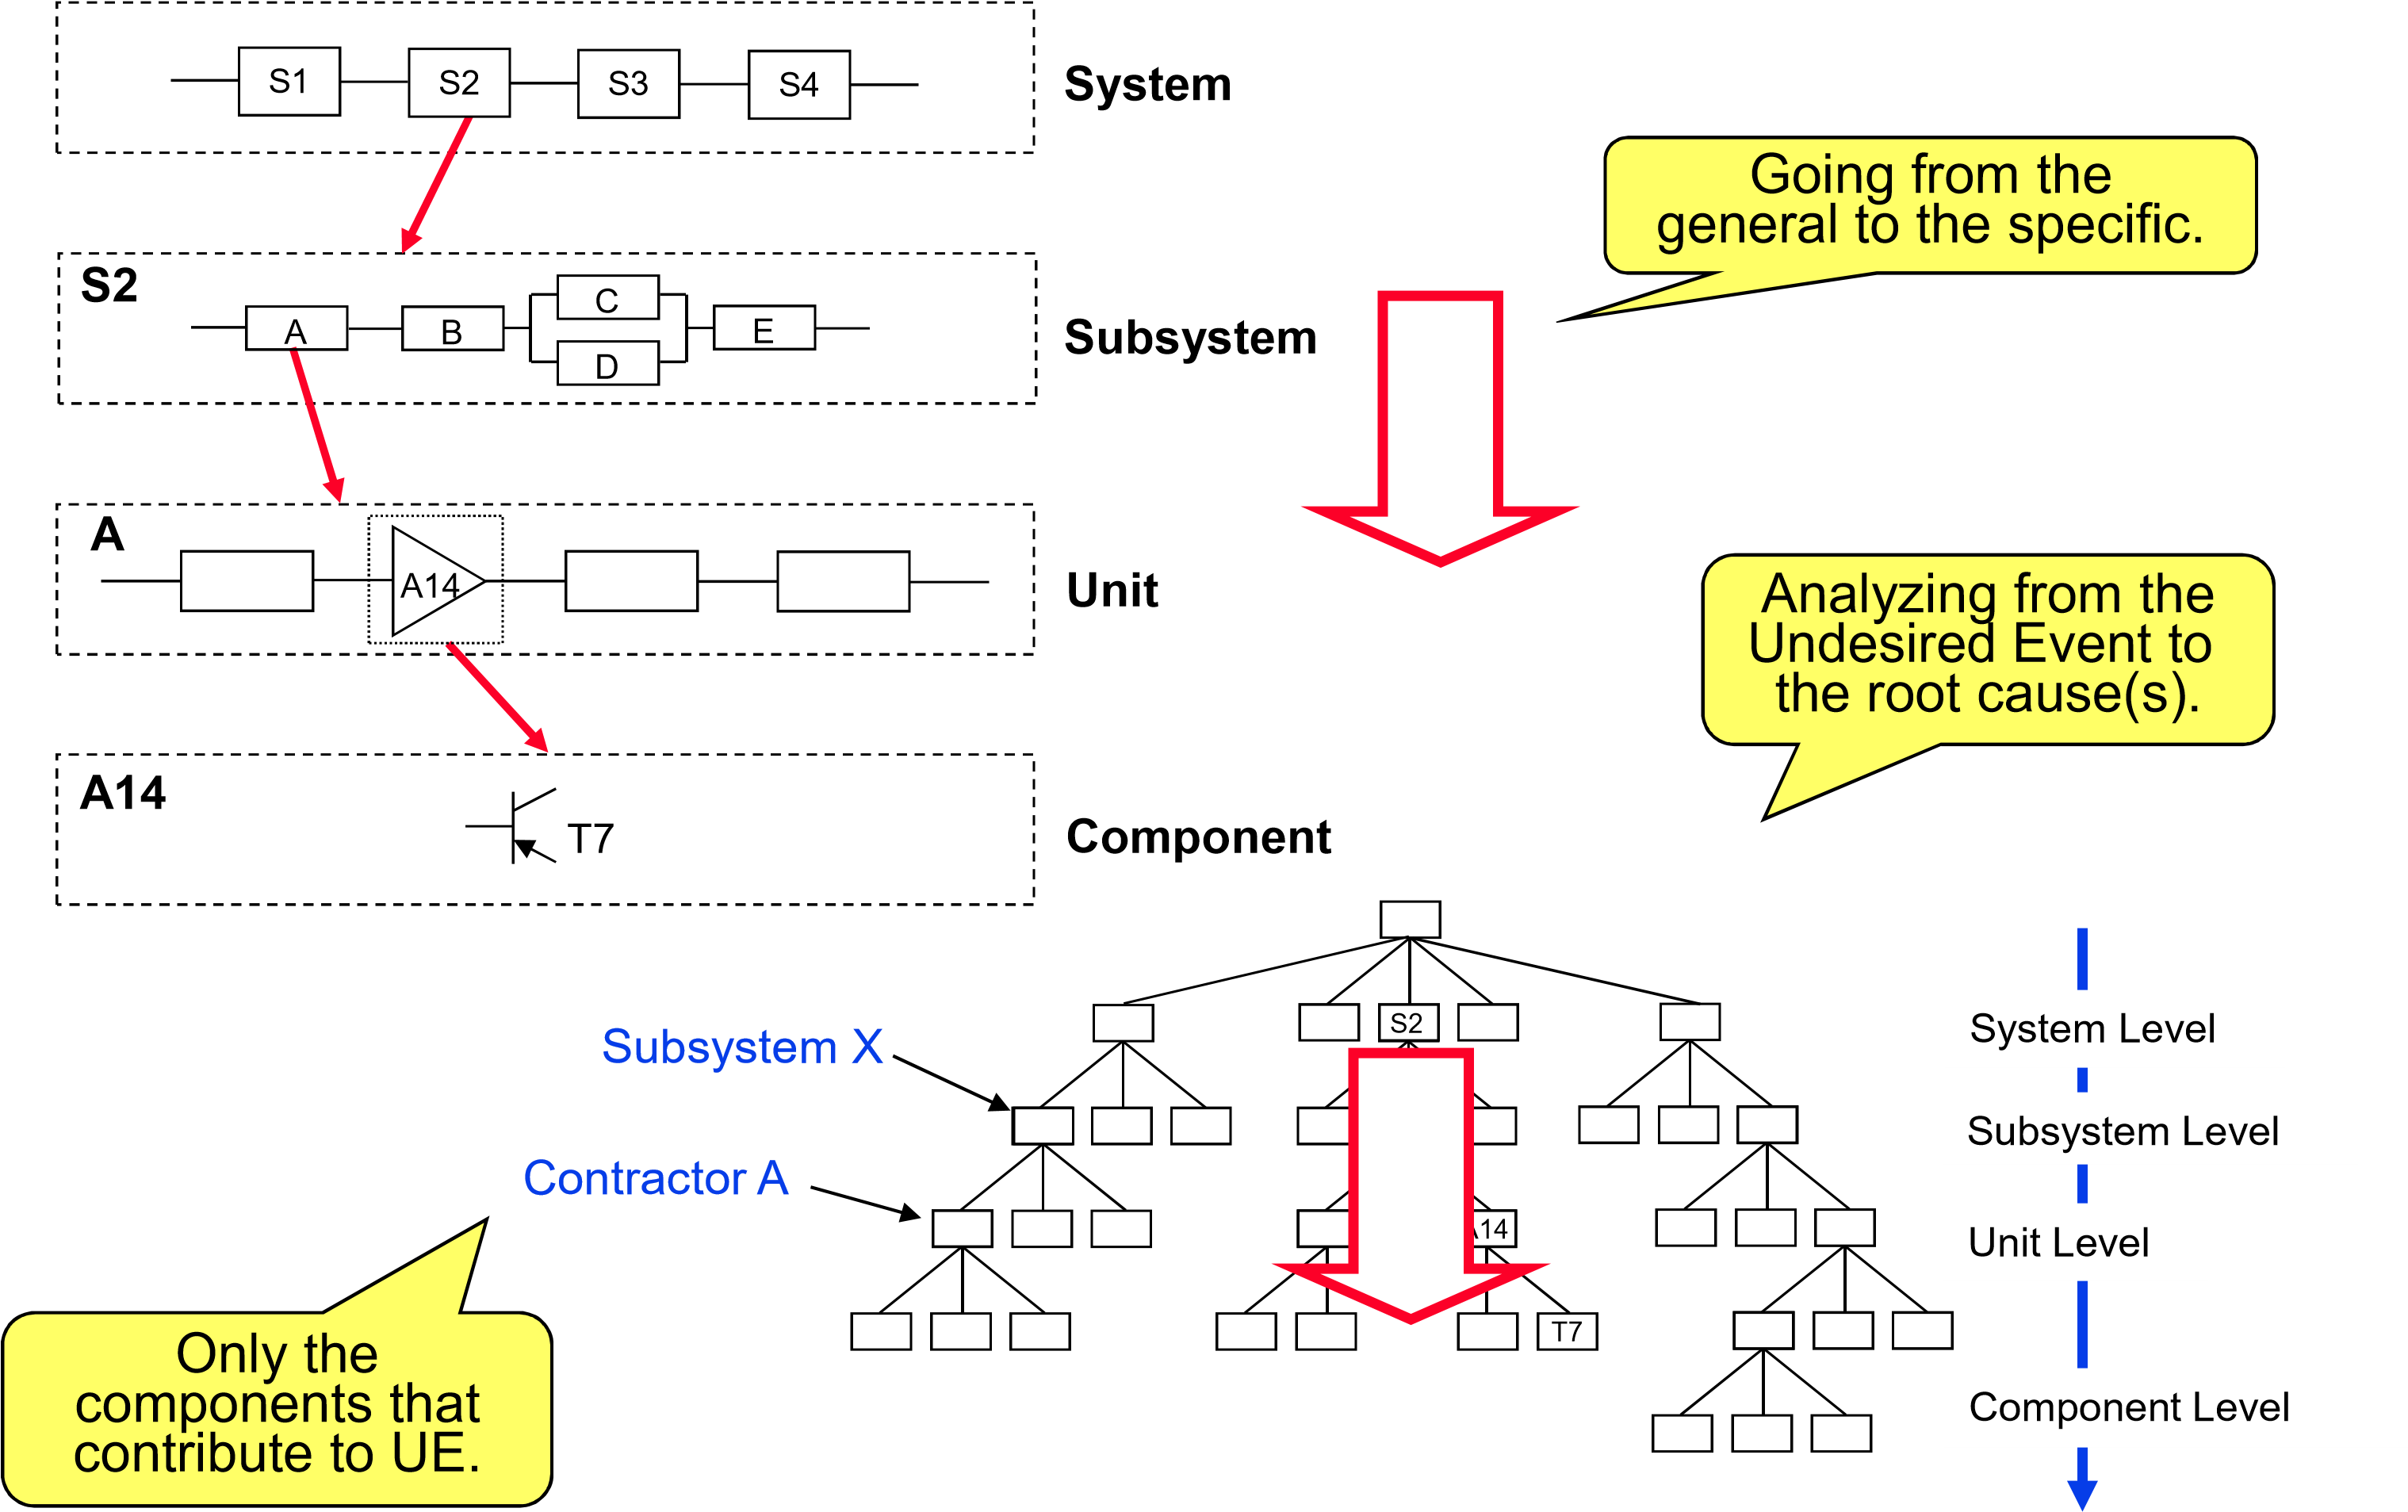 S1
S2
S3
S4
System
Going from the
general to the specific.
S2
A
B
C
D
E
Subsystem
A
A14
Unit
Analyzing from the
Undesired Event to
the root cause(s).
A14
T7
Component
S2
Subsystem X
System Level
Subsystem Level
Contractor A
A14
Unit Level
T7
Only the
components that
contribute to UE.
Component Level